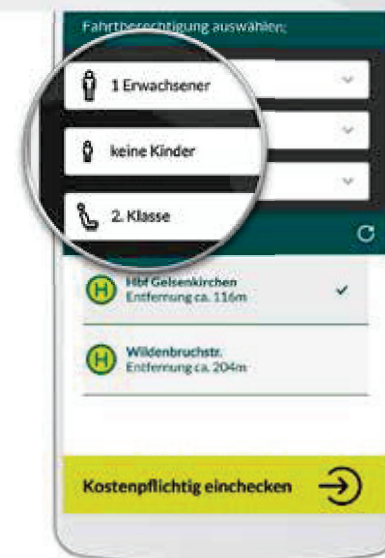 Fahrtberechtigung auswählen:
1 Erwachsener
keine Kinder
2. Klasse
H Hbf Gelsenkirchen
Entfernung ca. 116m
H Wildenbruchstr.
Entfernung ca. 204m
Kostenpflichtig einchecken